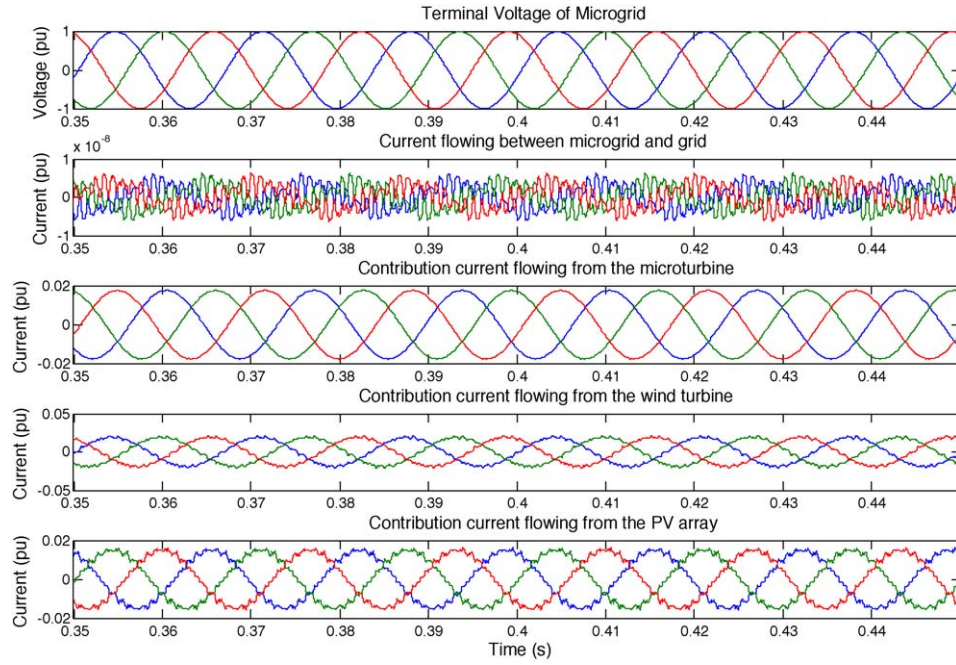 Terminal Voltage of Microgrid
Voltage (pu)
1
0
-1
0.35 0.36 0.37 0.38 0.39 0.4 0.41 0.42 0.43 0.44
Current flowing between microgrid and grid
x 10-8
Current (pu)
1
0
-1
0.35 0.36 0.37 0.38 0.39 0.4 0.41 0.42 0.43 0.44
Contribution current flowing from the microturbine
Current (pu)
0.02
0
-0.02
0.35 0.36 0.37 0.38 0.39 0.4 0.41 0.42 0.43 0.44
Contribution current flowing from the wind turbine
Current (pu)
0.05
0
-0.05
0.35 0.36 0.37 0.38 0.39 0.4 0.41 0.42 0.43 0.44
Contribution current flowing from the PV array
Current (pu)
0.02
0
-0.02
0.35 0.36 0.37 0.38 0.39 0.4 0.41 0.42 0.43 0.44
Time (s)